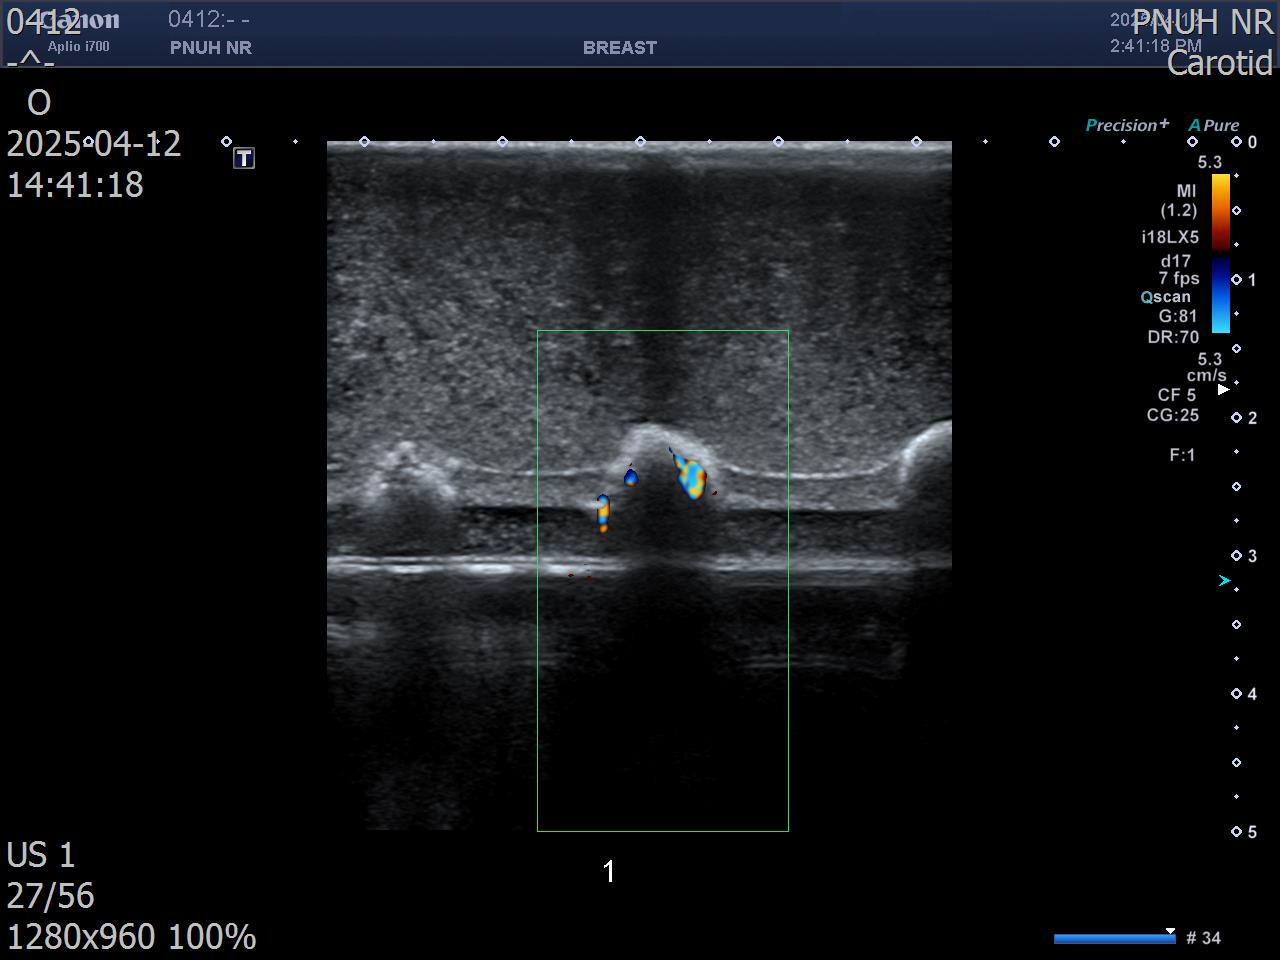 0412
Canon
0412:- -
PNUH NR
Aplio i700
PNUH NR
BREAST
2:41:18 PM
-^-
Carotid
O
2025-04-12
14:41:18
T
Precision+ A Pure
0
5.3
MI
(1.2)
i18LX5
d17
7 fps
Qscan
G:81
DR:70
1
5.3
cm/s
CF 5
CG:25
2
F:1
3
4
5
US 1
27/56
1280x960 100%
1
# 34